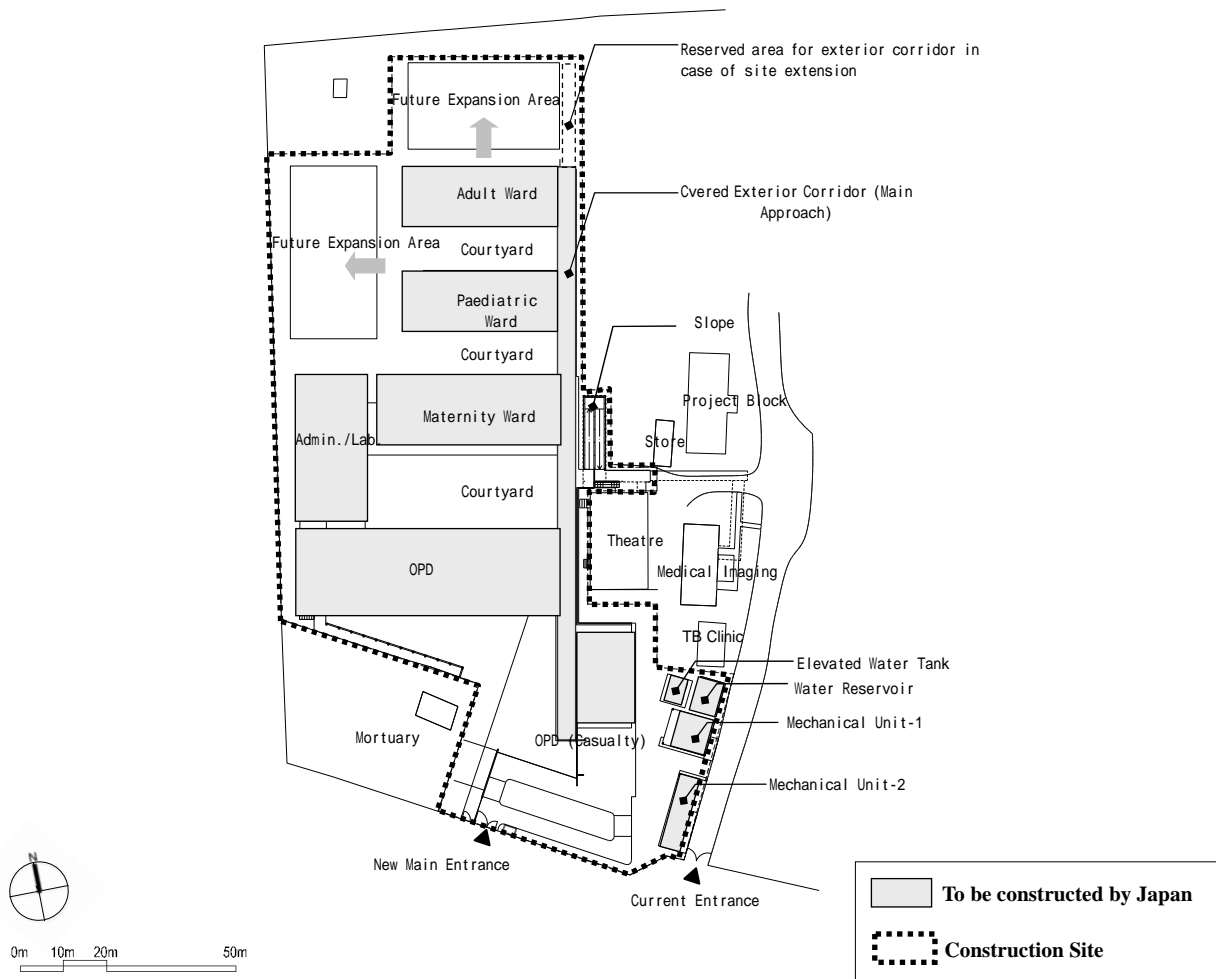 Reserved area for exterior corridor in
case of site extension
Future Expansion Area
Adult Ward
Cvered Exterior Corridor (Main
Approach)
Future Expansion Area
Courtyard
Paediatric
Ward
Slope
Courtyard
Project Block
Maternity Ward
Admin./Lab.
Store
Courtyard
Theatre
OPD
Medical Imaging
TB Clinic
Elevated Water Tank
Water Reservoir
Mechanical Unit-1
Mortuary
OPD (Casualty)
Mechanical Unit-2
New Main Entrance
Current Entrance
N
0m 10m 20m 50m
To be constructed by Japan
Construction Site